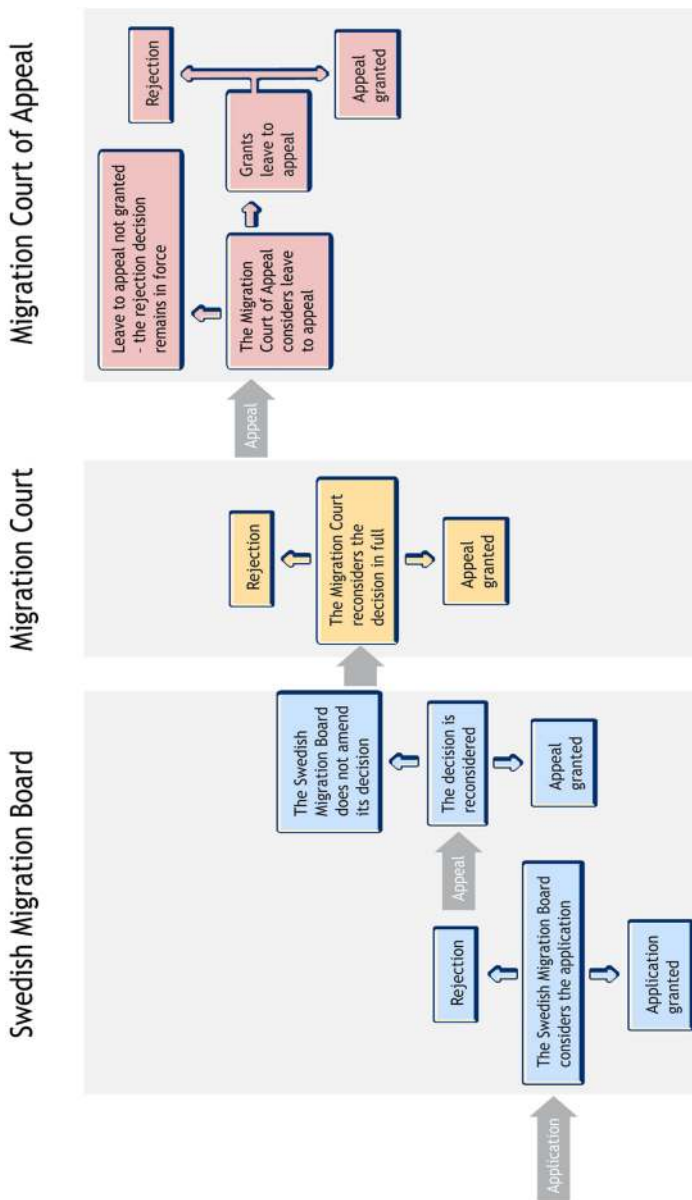 Swedish Migration Board
Migration Court
Migration Court of Appeal
Application
The Swedish Migration Board
considers the application
Rejection
Application
granted
Appeal
The decision is
reconsidered
The Swedish
Migration Board
does not amend
its decision
Appeal
granted
The Migration Court
reconsiders the
decision in full
Rejection
Appeal
granted
Appeal
The Migration
Court of Appeal
considers leave
to appeal
Leave to appeal not granted
- the rejection decision
remains in force
Grants
leave to
appeal
Rejection
Appeal
granted